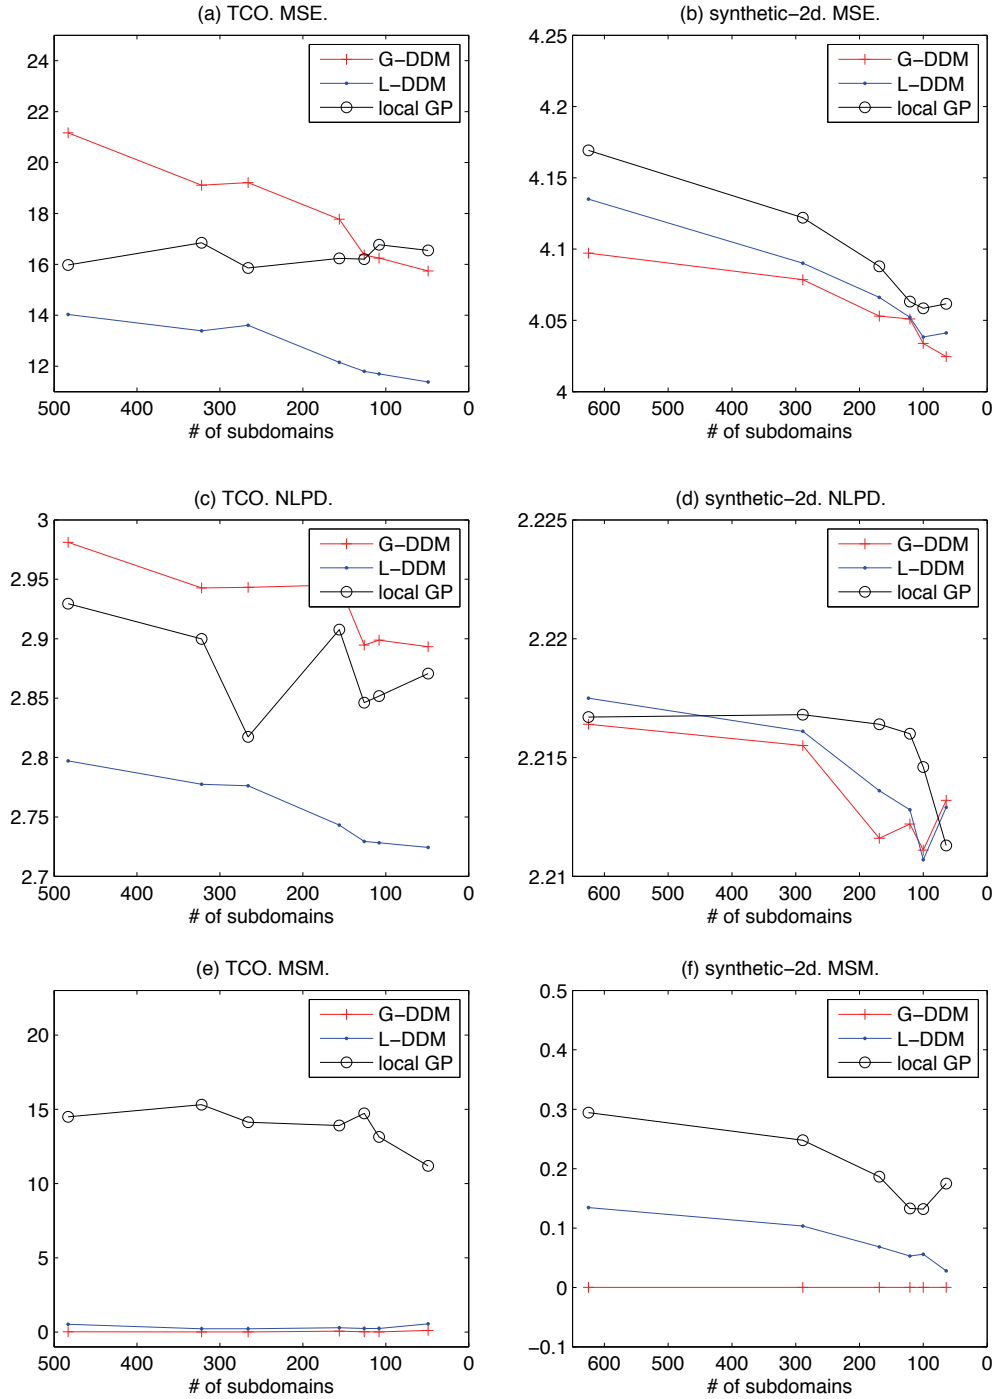 (a) TCO. MSE.
24
22
20
18
16
14
12
500 400 300 200 100 0
# of subdomains
G−DDM
L−DDM
local GP
(b) synthetic−2d. MSE.
4.25
4.2
4.15
4.1
4.05
4
600 500 400 300 200 100 0
# of subdomains
G−DDM
L−DDM
local GP
(c) TCO. NLPD.
3
2.95
2.9
2.85
2.8
2.75
2.7
500 400 300 200 100 0
# of subdomains
G−DDM
L−DDM
local GP
(d) synthetic−2d. NLPD.
2.225
2.22
2.215
2.21
600 500 400 300 200 100 0
# of subdomains
G−DDM
L−DDM
local GP
(e) TCO. MSM.
20
15
10
5
0
500 400 300 200 100 0
# of subdomains
G−DDM
L−DDM
local GP
(f) synthetic−2d. MSM.
0.5
0.4
0.3
0.2
0.1
0
−0.1
600 500 400 300 200 100 0
# of subdomains
G−DDM
L−DDM
local GP